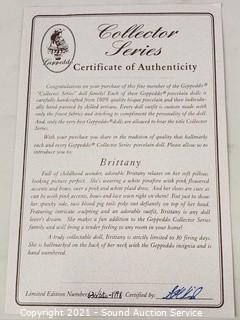 Geppeddo
Collector
Series
Certificate of Authenticity
Congratulations on your purchase of this fine member of the Geppeddo®
"Collector Series" doll family! Each of these Geppeddo porcelain dolls is
carefully handcrafted from 100% quality bisque porcelain and then individu-
ally hand painted by skilled artists. Every doll outfit is custom made with
only the finest fabrics and stitching to compliment the personality of the doll.
And, only the very best Geppeddo® dolls are allowed to bear the title Collector
Series.
With your purchase you share in the tradition of quality that hallmarks
each and every Geppeddo® Collector Series porcelain doll. Please allow us to
introduce you to:
Brittany
Full of childhood wonder, adorable Brittany relaxes on her soft pillow,
looking picture perfect. She's wearing a white pinafore with pink flowered
accents and bows, over a pink and white plaid dress. And her shoes are cute as
can be with pink accents, bows and lace sewn right on them! Just to show
her spunky side, two blond pig tails poke out defiantly on top of her head.
Featuring intricate sculpting and an adorable outfit, Brittany is any doll
lover's dream. She makes a fun addition to the Geppeddo Collector Series
family and will bring a tender feeling to any room in your home!
A truly collectible doll, Brittany is strictly limited to 16 firing days.
She is hallmarked on the back of her neck with the Geppeddo insignia and is
hand numbered.
Limited Edition Number: Certified by:
©Copyright 2021 - Sound Auction Service